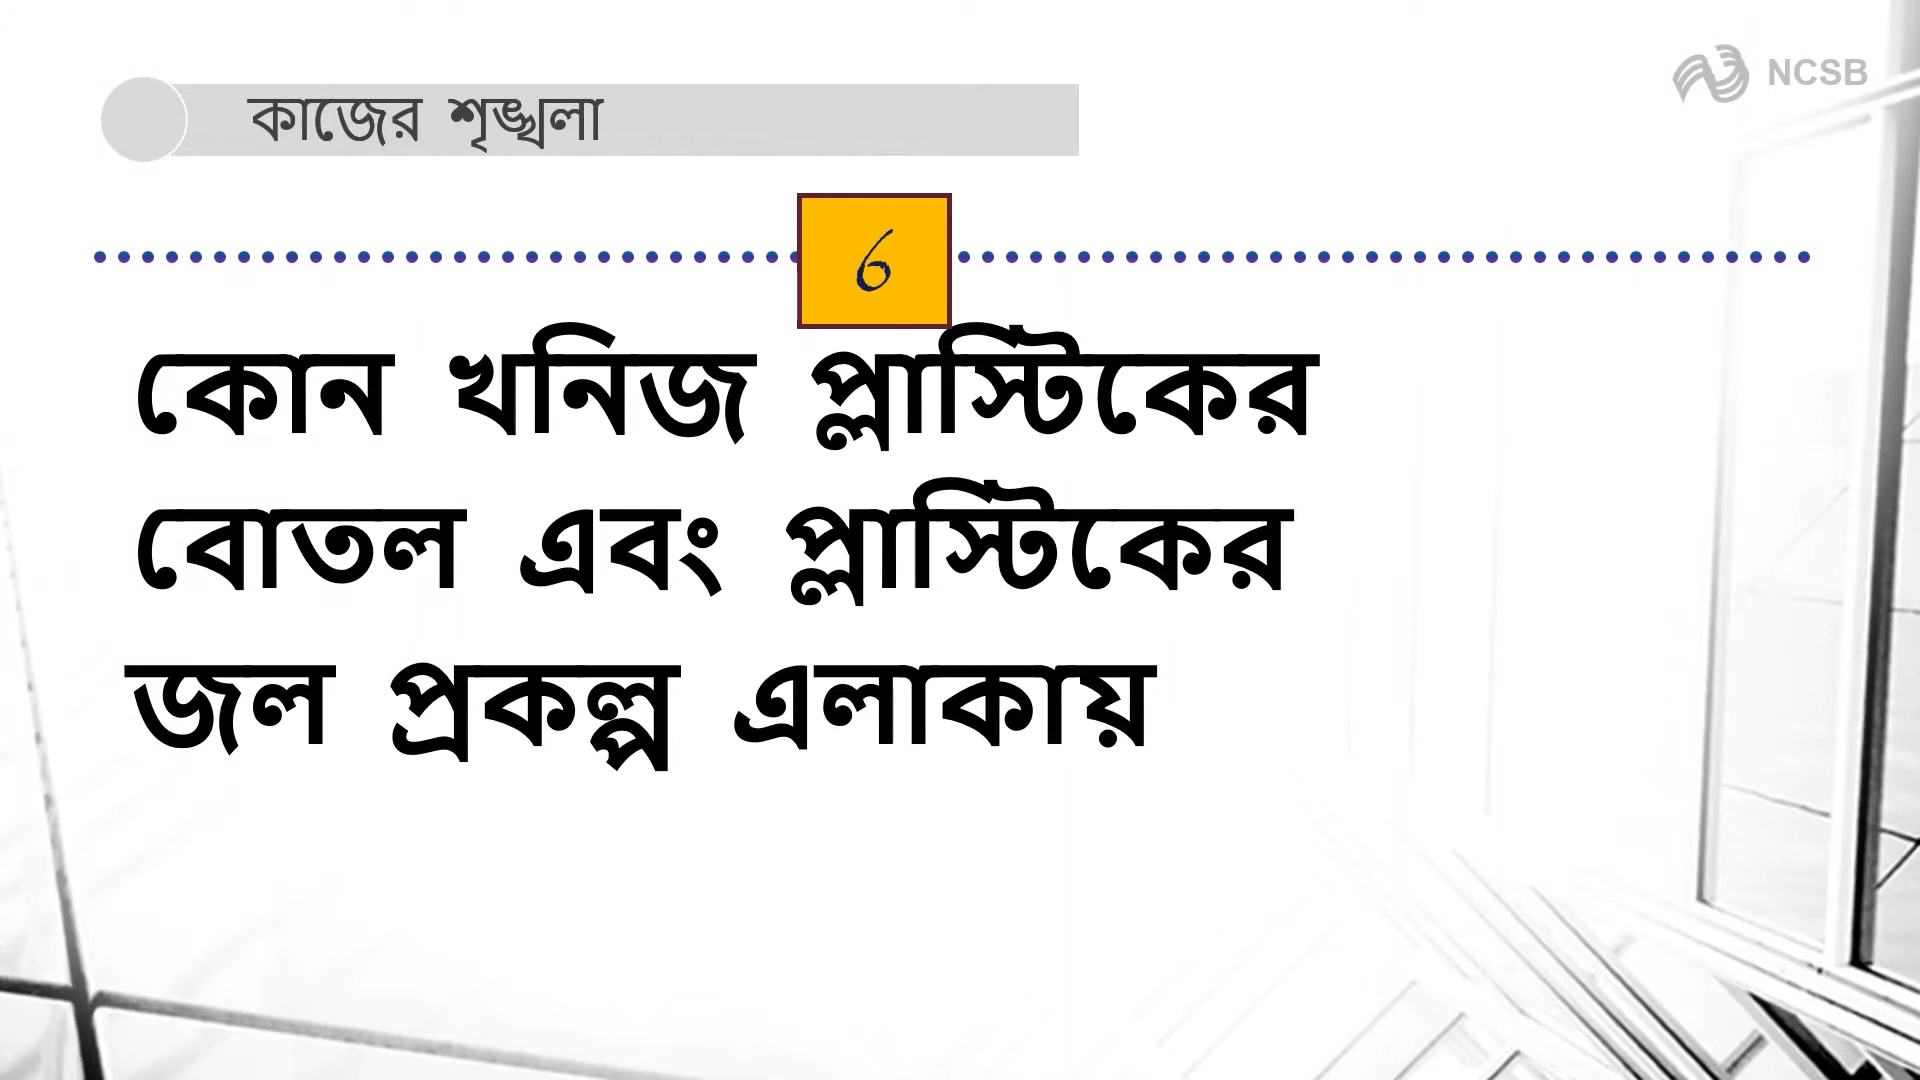 NCSB
কাজের শৃঙ্খলা
6
কোন খনিজ প্লাস্টিকের
বোতল এবং প্লাস্টিকের
জল প্রকল্প এলাকায়